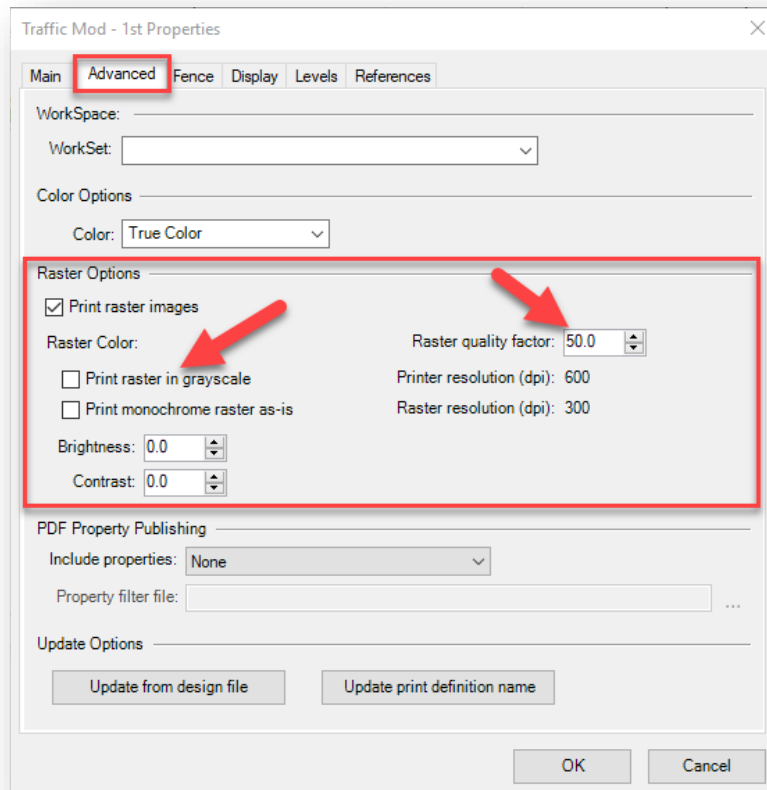 Traffic Mod - 1st Properties
Main Advanced Fence Display Levels References
WorkSpace:
WorkSet:
Color Options
Color: True Color
Raster Options
Print raster images
Raster Color: Raster quality factor: 50.0
Print raster in grayscale Printer resolution (dpi): 600
Print monochrome raster as-is Raster resolution (dpi): 300
Brightness: 0.0
Contrast: 0.0
PDF Property Publishing
Include properties: None
Property filter file: ...
Update Options
Update from design file Update print definition name
OK Cancel